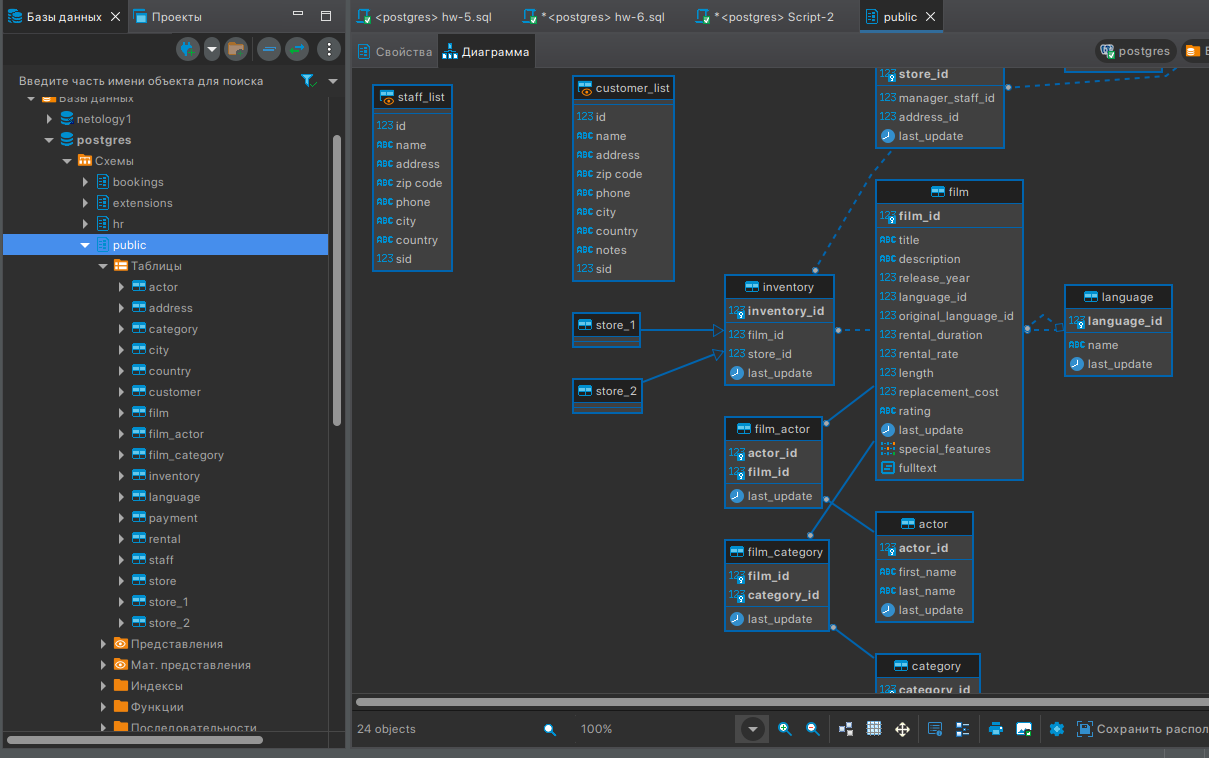 Базы данных
Проекты
Введите часть имени объекта для поиска
Базы данных
netology1
postgres
Схемы
bookings
extensions
hr
public
Таблицы
actor
address
category
city
country
customer
film
film_actor
film_category
inventory
language
payment
rental
staff
store
store_1
store_2
Представления
Мат. представления
Индексы
Функции
Последовательности
<postgres> hw-5.sql
*<postgres> hw-6.sql
*<postgres> Script-2
public
Свойства
Диаграмма
postgres
staff_list
123 id
ABC name
ABC address
ABC zip code
ABC phone
ABC city
ABC country
123 sid
customer_list
123 id
ABC name
ABC address
ABC zip code
ABC phone
ABC city
ABC country
ABC notes
123 sid
store_1
store_2
inventory
123 inventory_id
123 film_id
123 store_id
last_update
film_actor
123 actor_id
123 film_id
last_update
film_category
123 film_id
123 category_id
last_update
123 store_id
123 manager_staff_id
123 address_id
last_update
film
123 film_id
ABC title
ABC description
123 release_year
123 language_id
123 original_language_id
123 rental_duration
123 rental_rate
123 length
123 replacement_cost
ABC rating
last_update
special_features
fulltext
actor
123 actor_id
ABC first_name
ABC last_name
last_update
category
123 category_id
language
123 language_id
ABC name
last_update
24 objects
100%
Сохранить распол